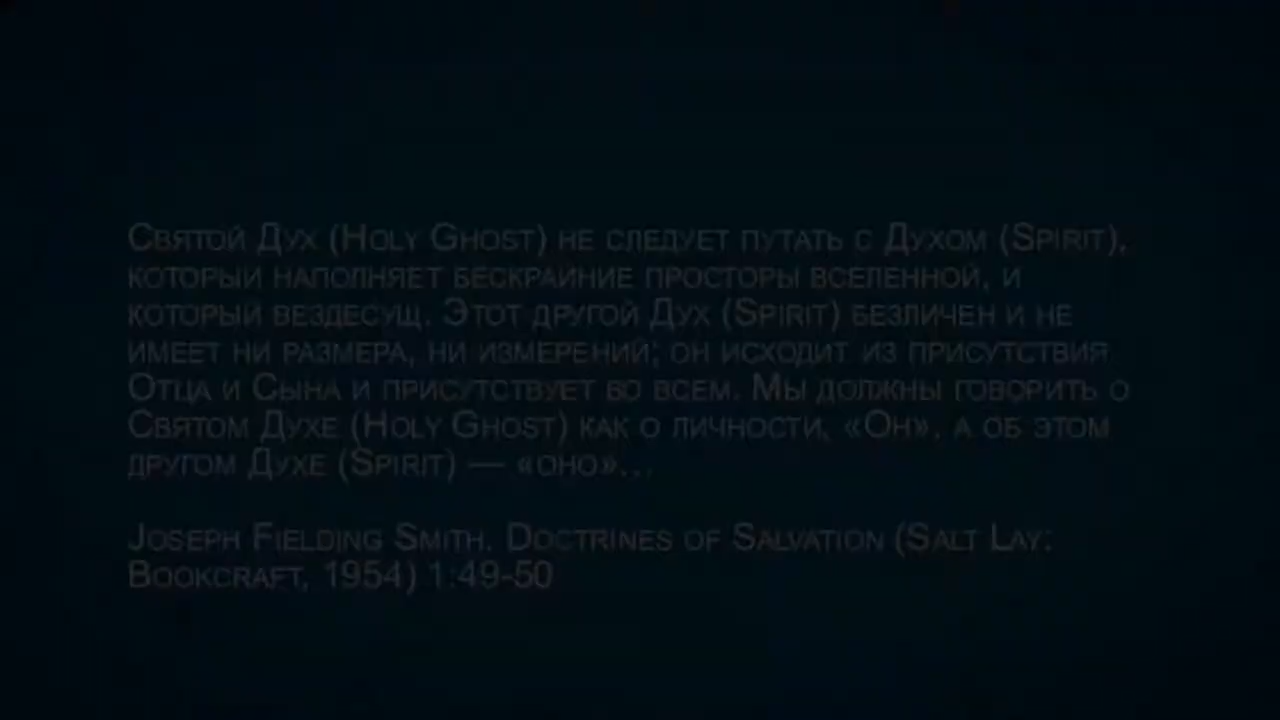 Святой Дух (Holy Ghost) не следует путать с Духом (Spirit),
который наполняет бескрайние просторы вселенной, и
который вездесущ. Этот другой Дух (Spirit) безличен и не
имеет ни размера, ни измерений; он исходит из присутствия
Отца и Сына и присутствует во всем. Мы должны говорить о
Святом Духе (Holy Ghost) как о личности, «Он», а об этом
другом Духе (Spirit) — «оно»...
Joseph Fielding Smith. Doctrines of Salvation (Salt Lay:
Bookcraft, 1954) 1:49-50